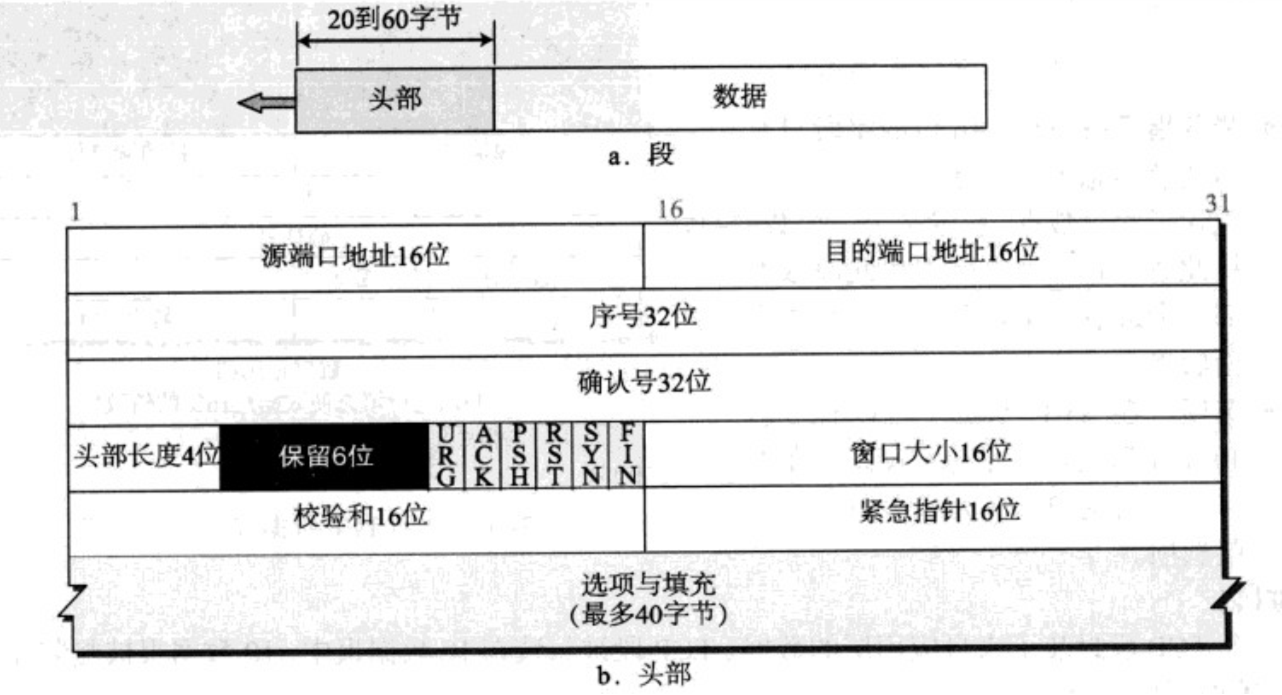 20到60字节
头部 数据
a. 段
1 16 31
源端口地址16位 目的端口地址16位
序号32位
确认号32位
头部长度4位 保留6位 URG ACK PSH RST SYN FIN 窗口大小16位
校验和16位 紧急指针16位
选项与填充
(最多40字节)
b. 头部